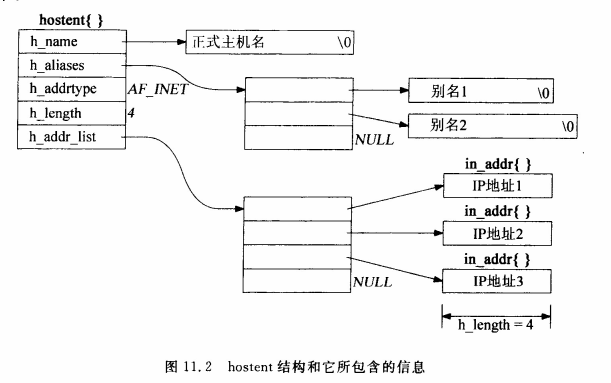 hostent{ }
h_name
正式主机名 \0
h_aliases
h_addrtype AF_INET
别名1 \0
h_length 4
别名2 \0
h_addr_list
NULL
in_addr{ }
IP地址1
in_addr{ }
IP地址2
in_addr{ }
IP地址3
NULL
h_length = 4
图 11.2 hostent 结构和它所包含的信息